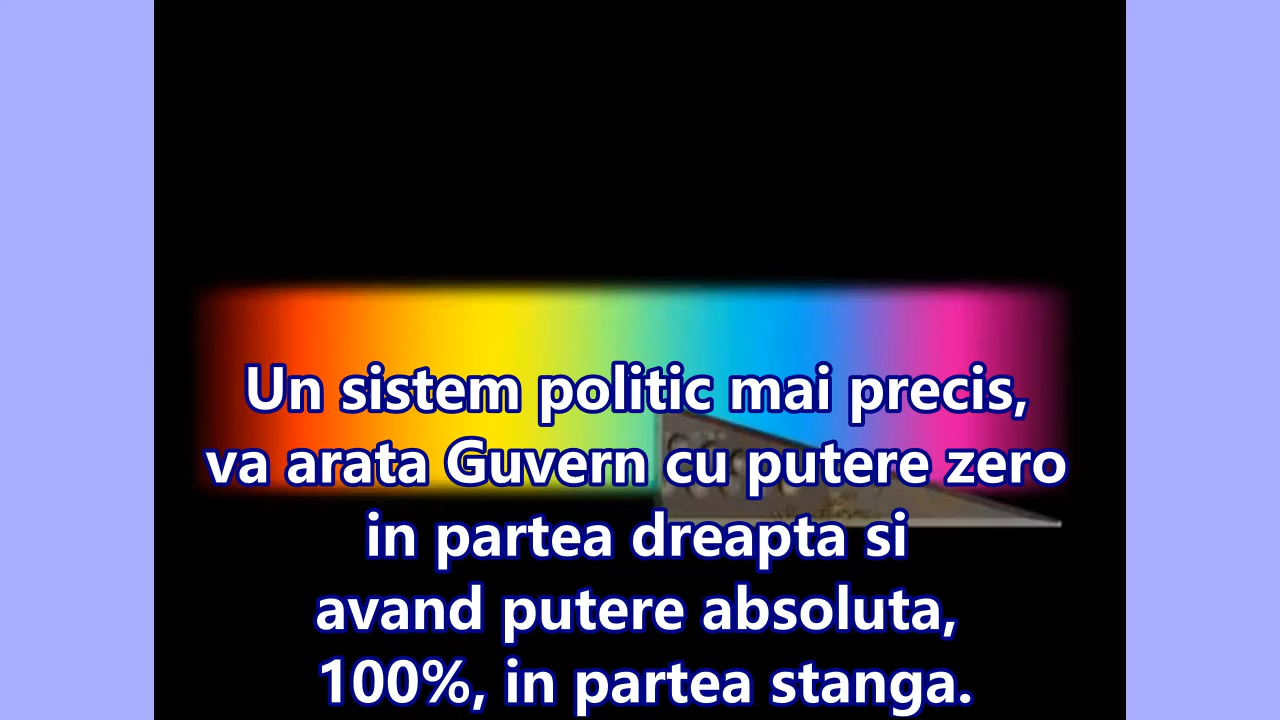 Un sistem politic mai precis,
va arata Guvern cu putere zero
in partea dreapta si
avand putere absoluta,
100%, in partea stanga.